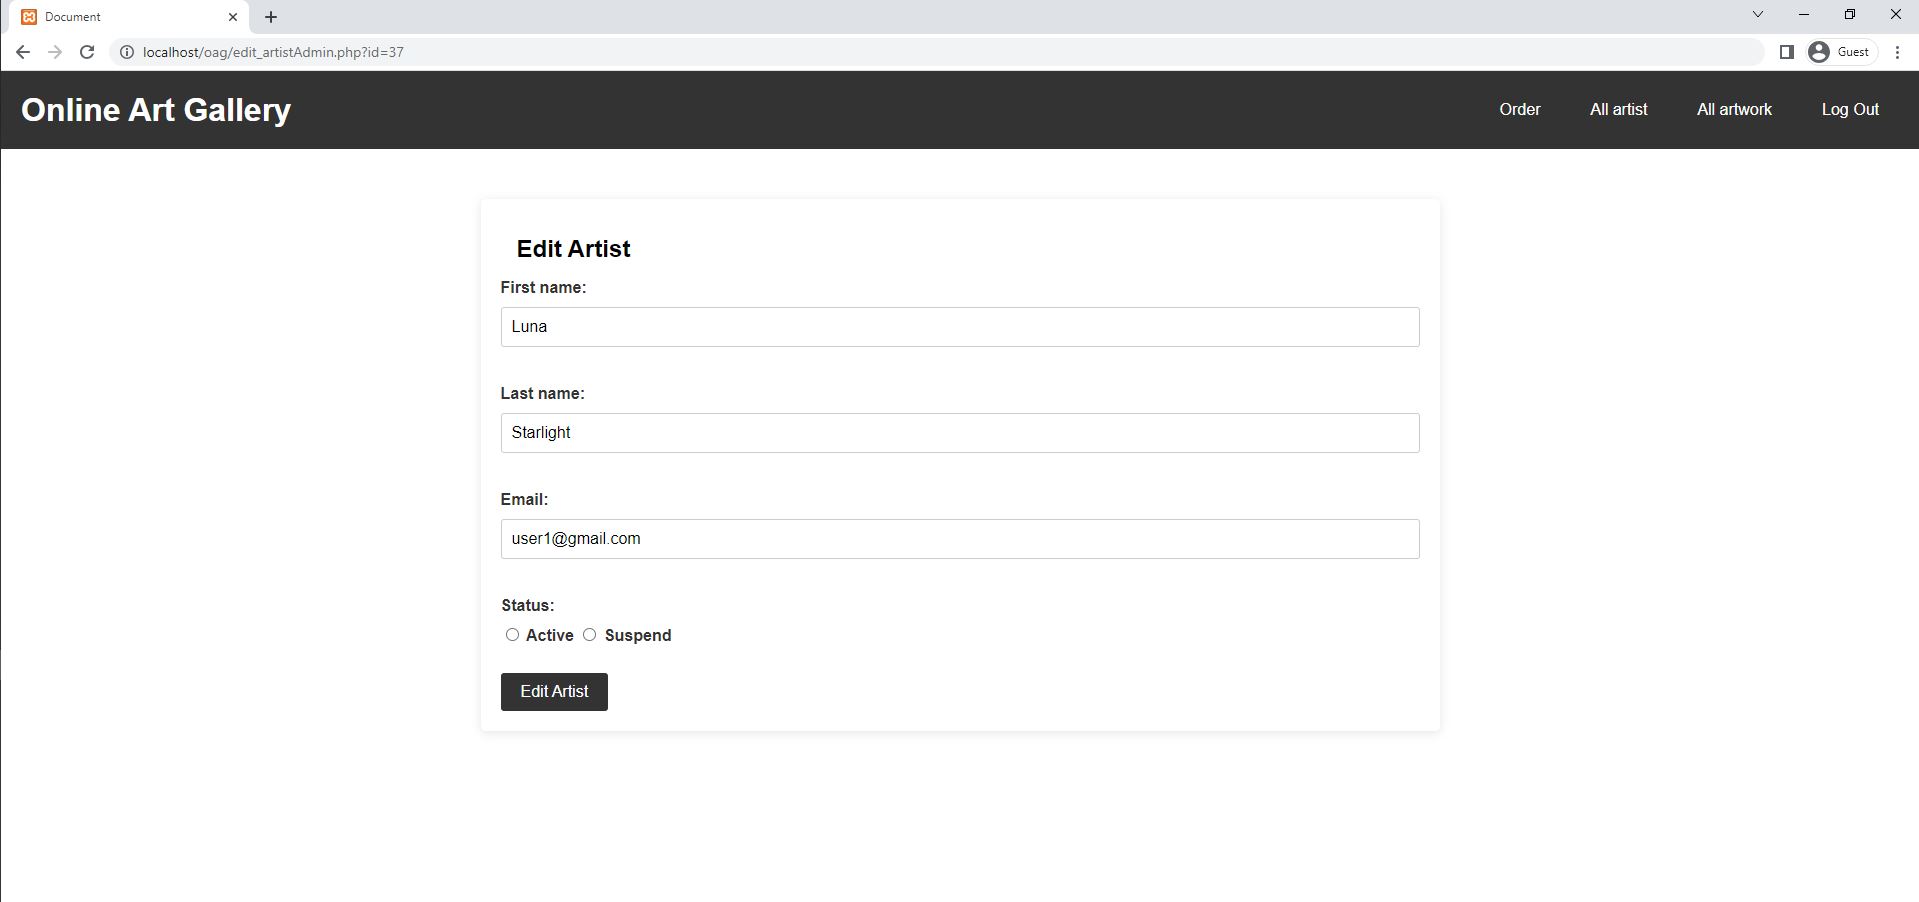 Document
localhost/oag/edit_artistAdmin.php?id=37
Guest
Online Art Gallery
Order
All artist
All artwork
Log Out
Edit Artist
First name:
Luna
Last name:
Starlight
Email:
user1@gmail.com
Status:
Active Suspend
Edit Artist